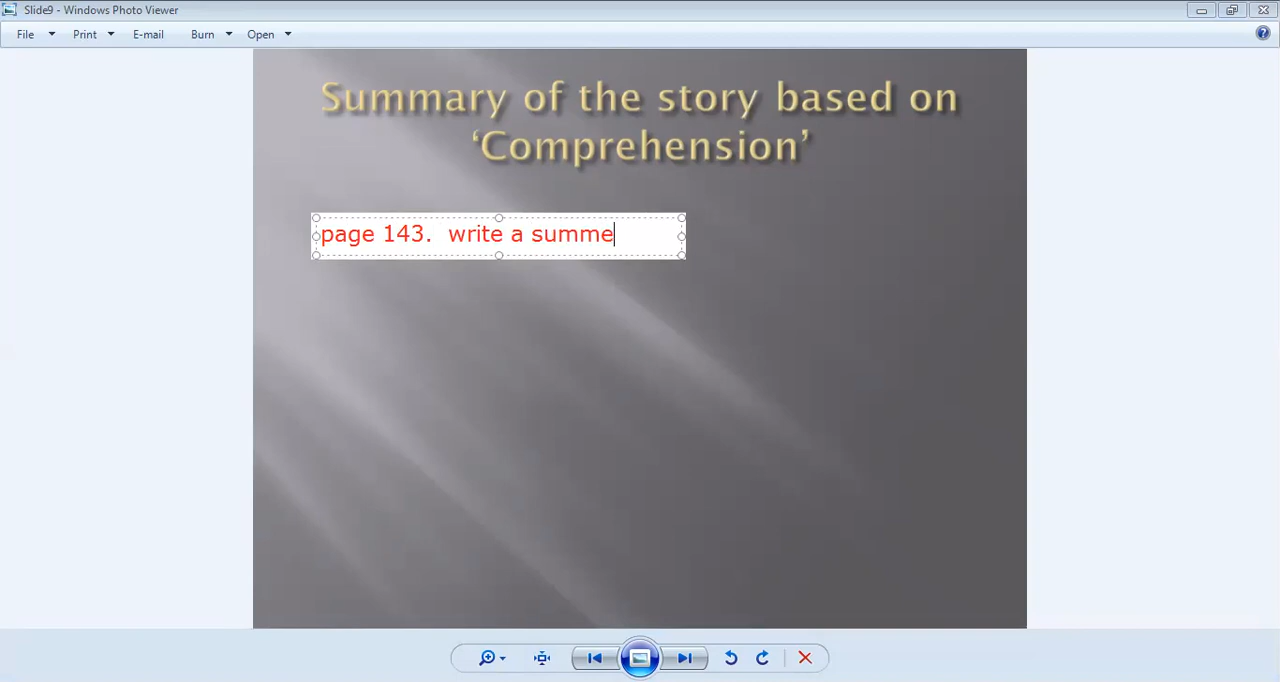 Slide9 - Windows Photo Viewer
File Print E-mail Burn Open
Summary of the story based on
‘Comprehension’
page 143.  write a summe